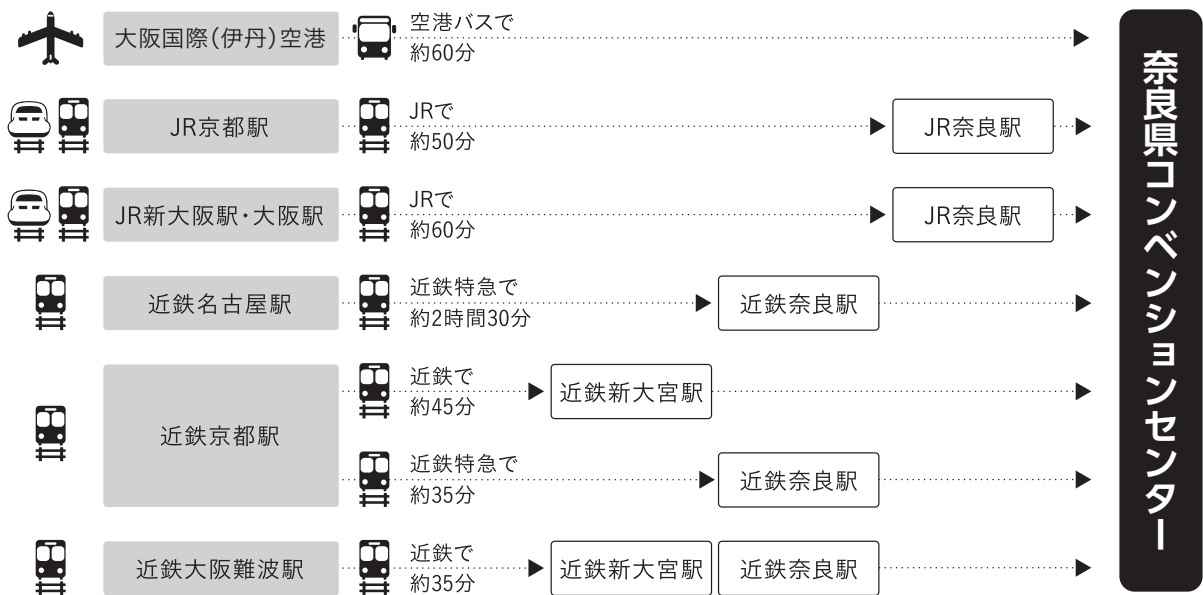 大阪国際(伊丹)空港
空港バスで
約60分
JR京都駅
JRで
約50分
JR奈良駅
JR新大阪駅・大阪駅
JRで
約60分
JR奈良駅
近鉄名古屋駅
近鉄特急で
約2時間30分
近鉄奈良駅
近鉄京都駅
近鉄で
約45分
近鉄新大宮駅
近鉄特急で
約35分
近鉄奈良駅
近鉄大阪難波駅
近鉄で
約35分
近鉄新大宮駅
近鉄奈良駅
奈良県コンベンションセンター